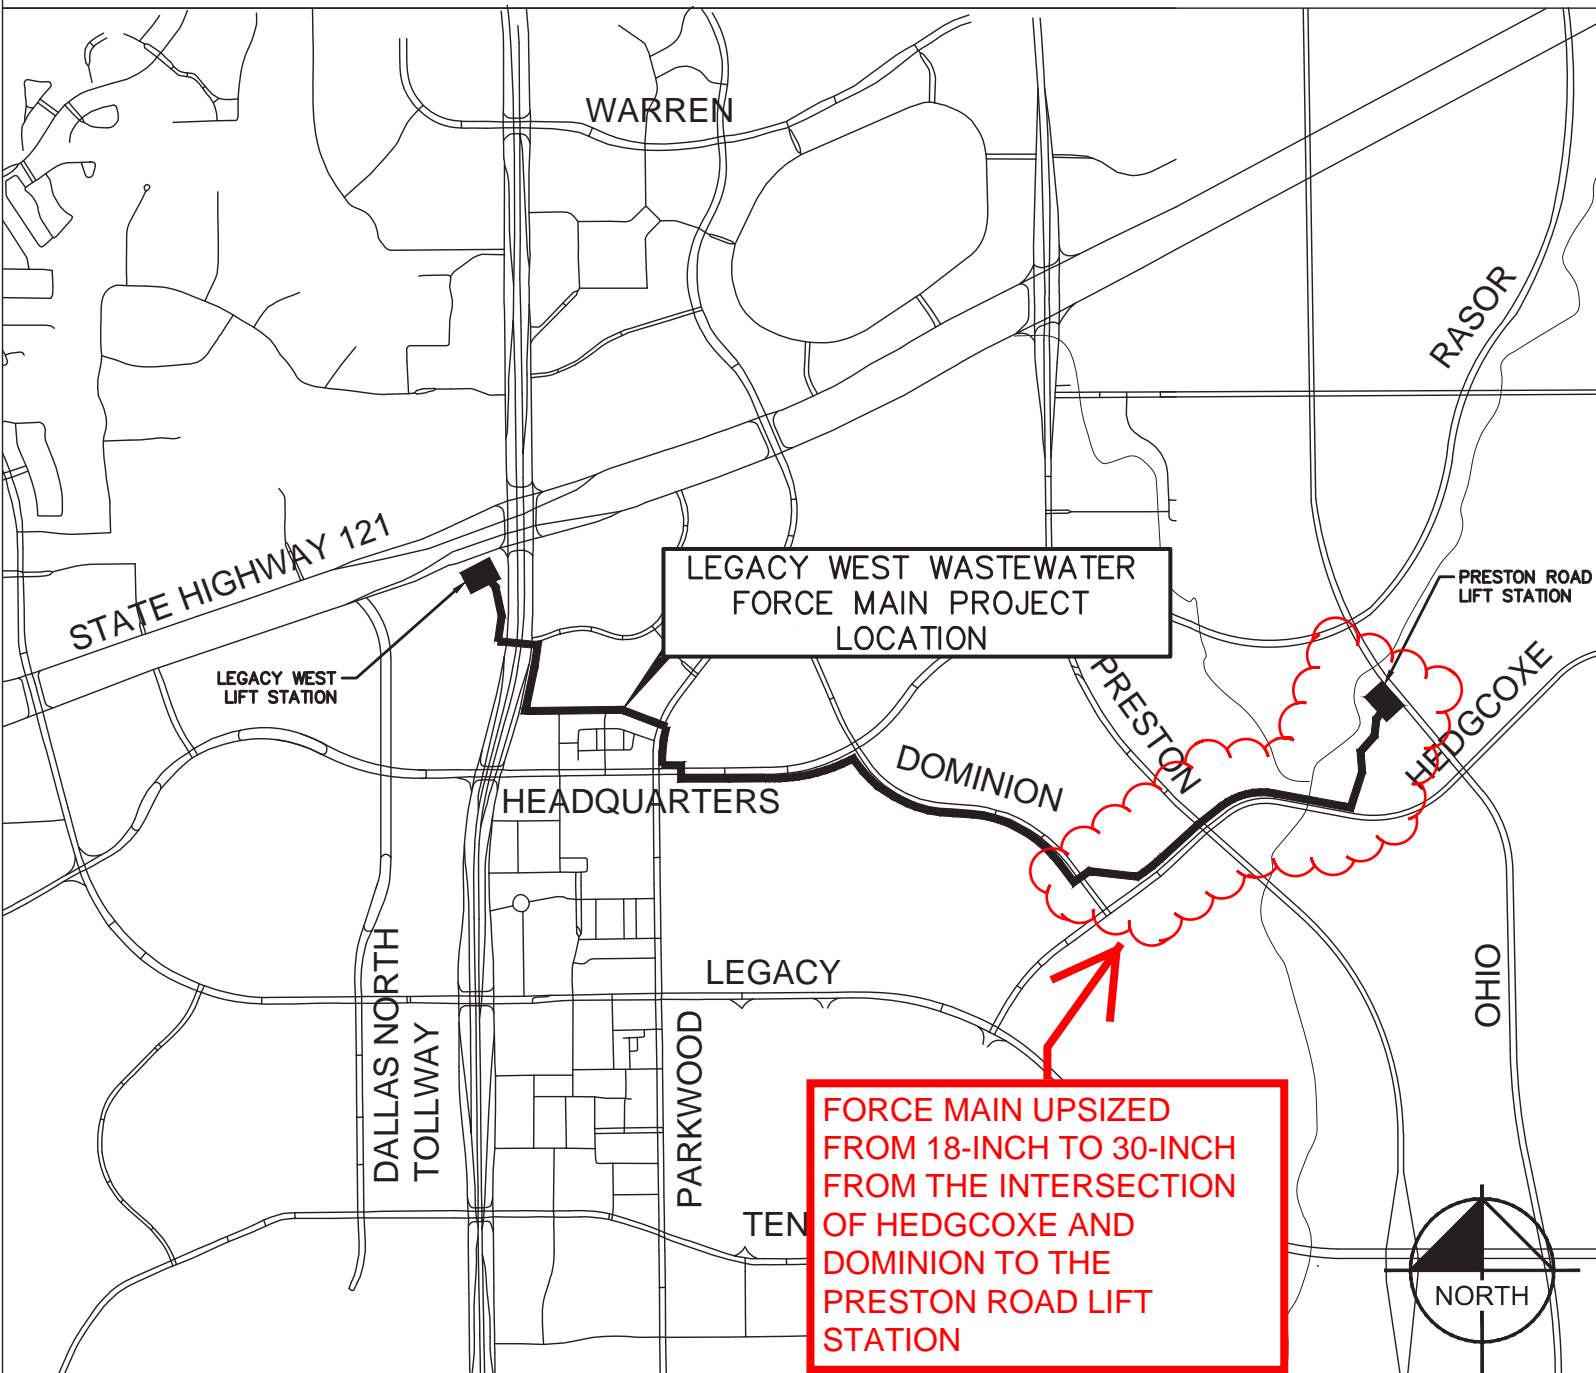 WARREN
RASOR
STATE HIGHWAY 121
LEGACY WEST WASTEWATER
FORCE MAIN PROJECT
LOCATION
PRESTON ROAD
LIFT STATION
LEGACY WEST
LIFT STATION
PRESTON
HEDGCOXE
DOMINION
HEADQUARTERS
LEGACY
OHIO
DALLAS NORTH
TOLLWAY
PARKWOOD
TEN
FORCE MAIN UPSIZED
FROM 18-INCH TO 30-INCH
FROM THE INTERSECTION
OF HEDGCOXE AND
DOMINION TO THE
PRESTON ROAD LIFT
STATION
NORTH